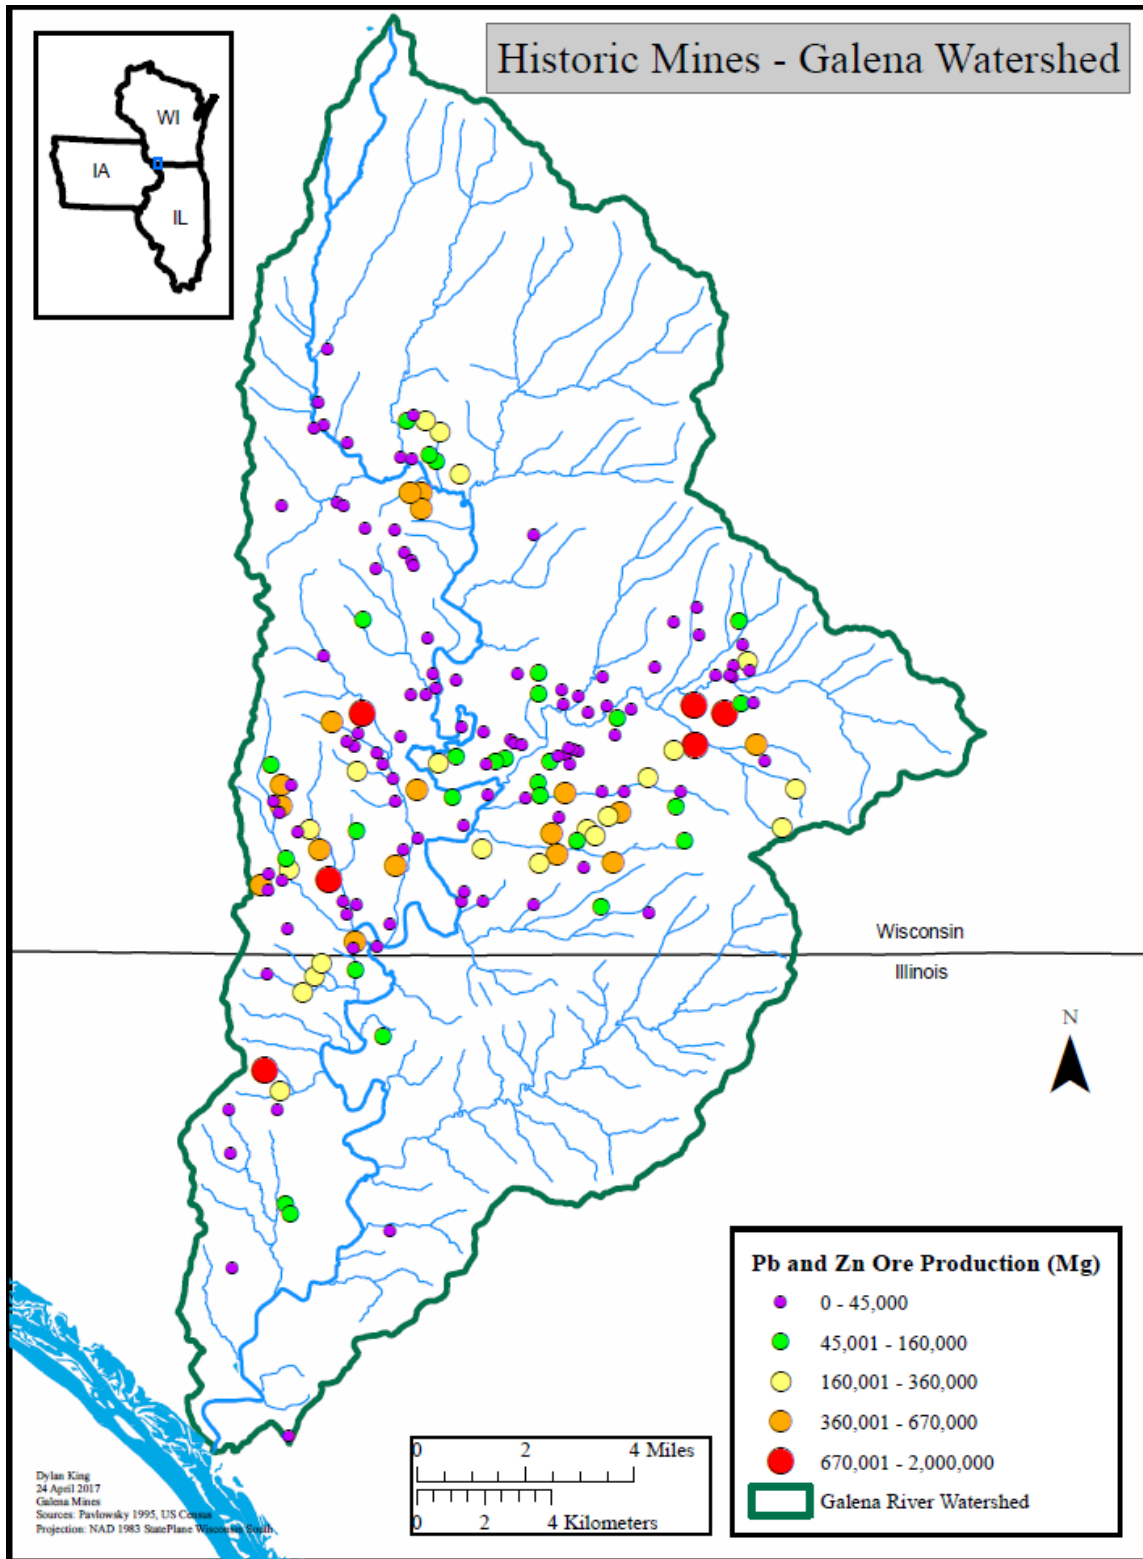 Historic Mines - Galena Watershed
WI
IA
IL
Wisconsin
Illinois
N
Pb and Zn Ore Production (Mg)
0 - 45,000
45,001 - 160,000
160,001 - 360,000
360,001 - 670,000
670,001 - 2,000,000
Galena River Watershed
0 2 4 Miles
0 2 4 Kilometers
Dylan King
24 April 2017
Galena Mines
Sources: Pavlowsky 1995, US Census
Projection: NAD 1983 StatePlane Wisconsin South